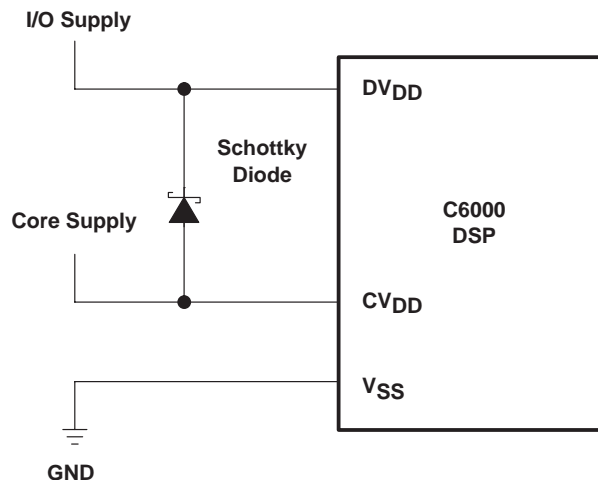 I/O Supply
DVDD
Schottky
Diode
C6000
DSP
Core Supply
CVDD
VSS
GND